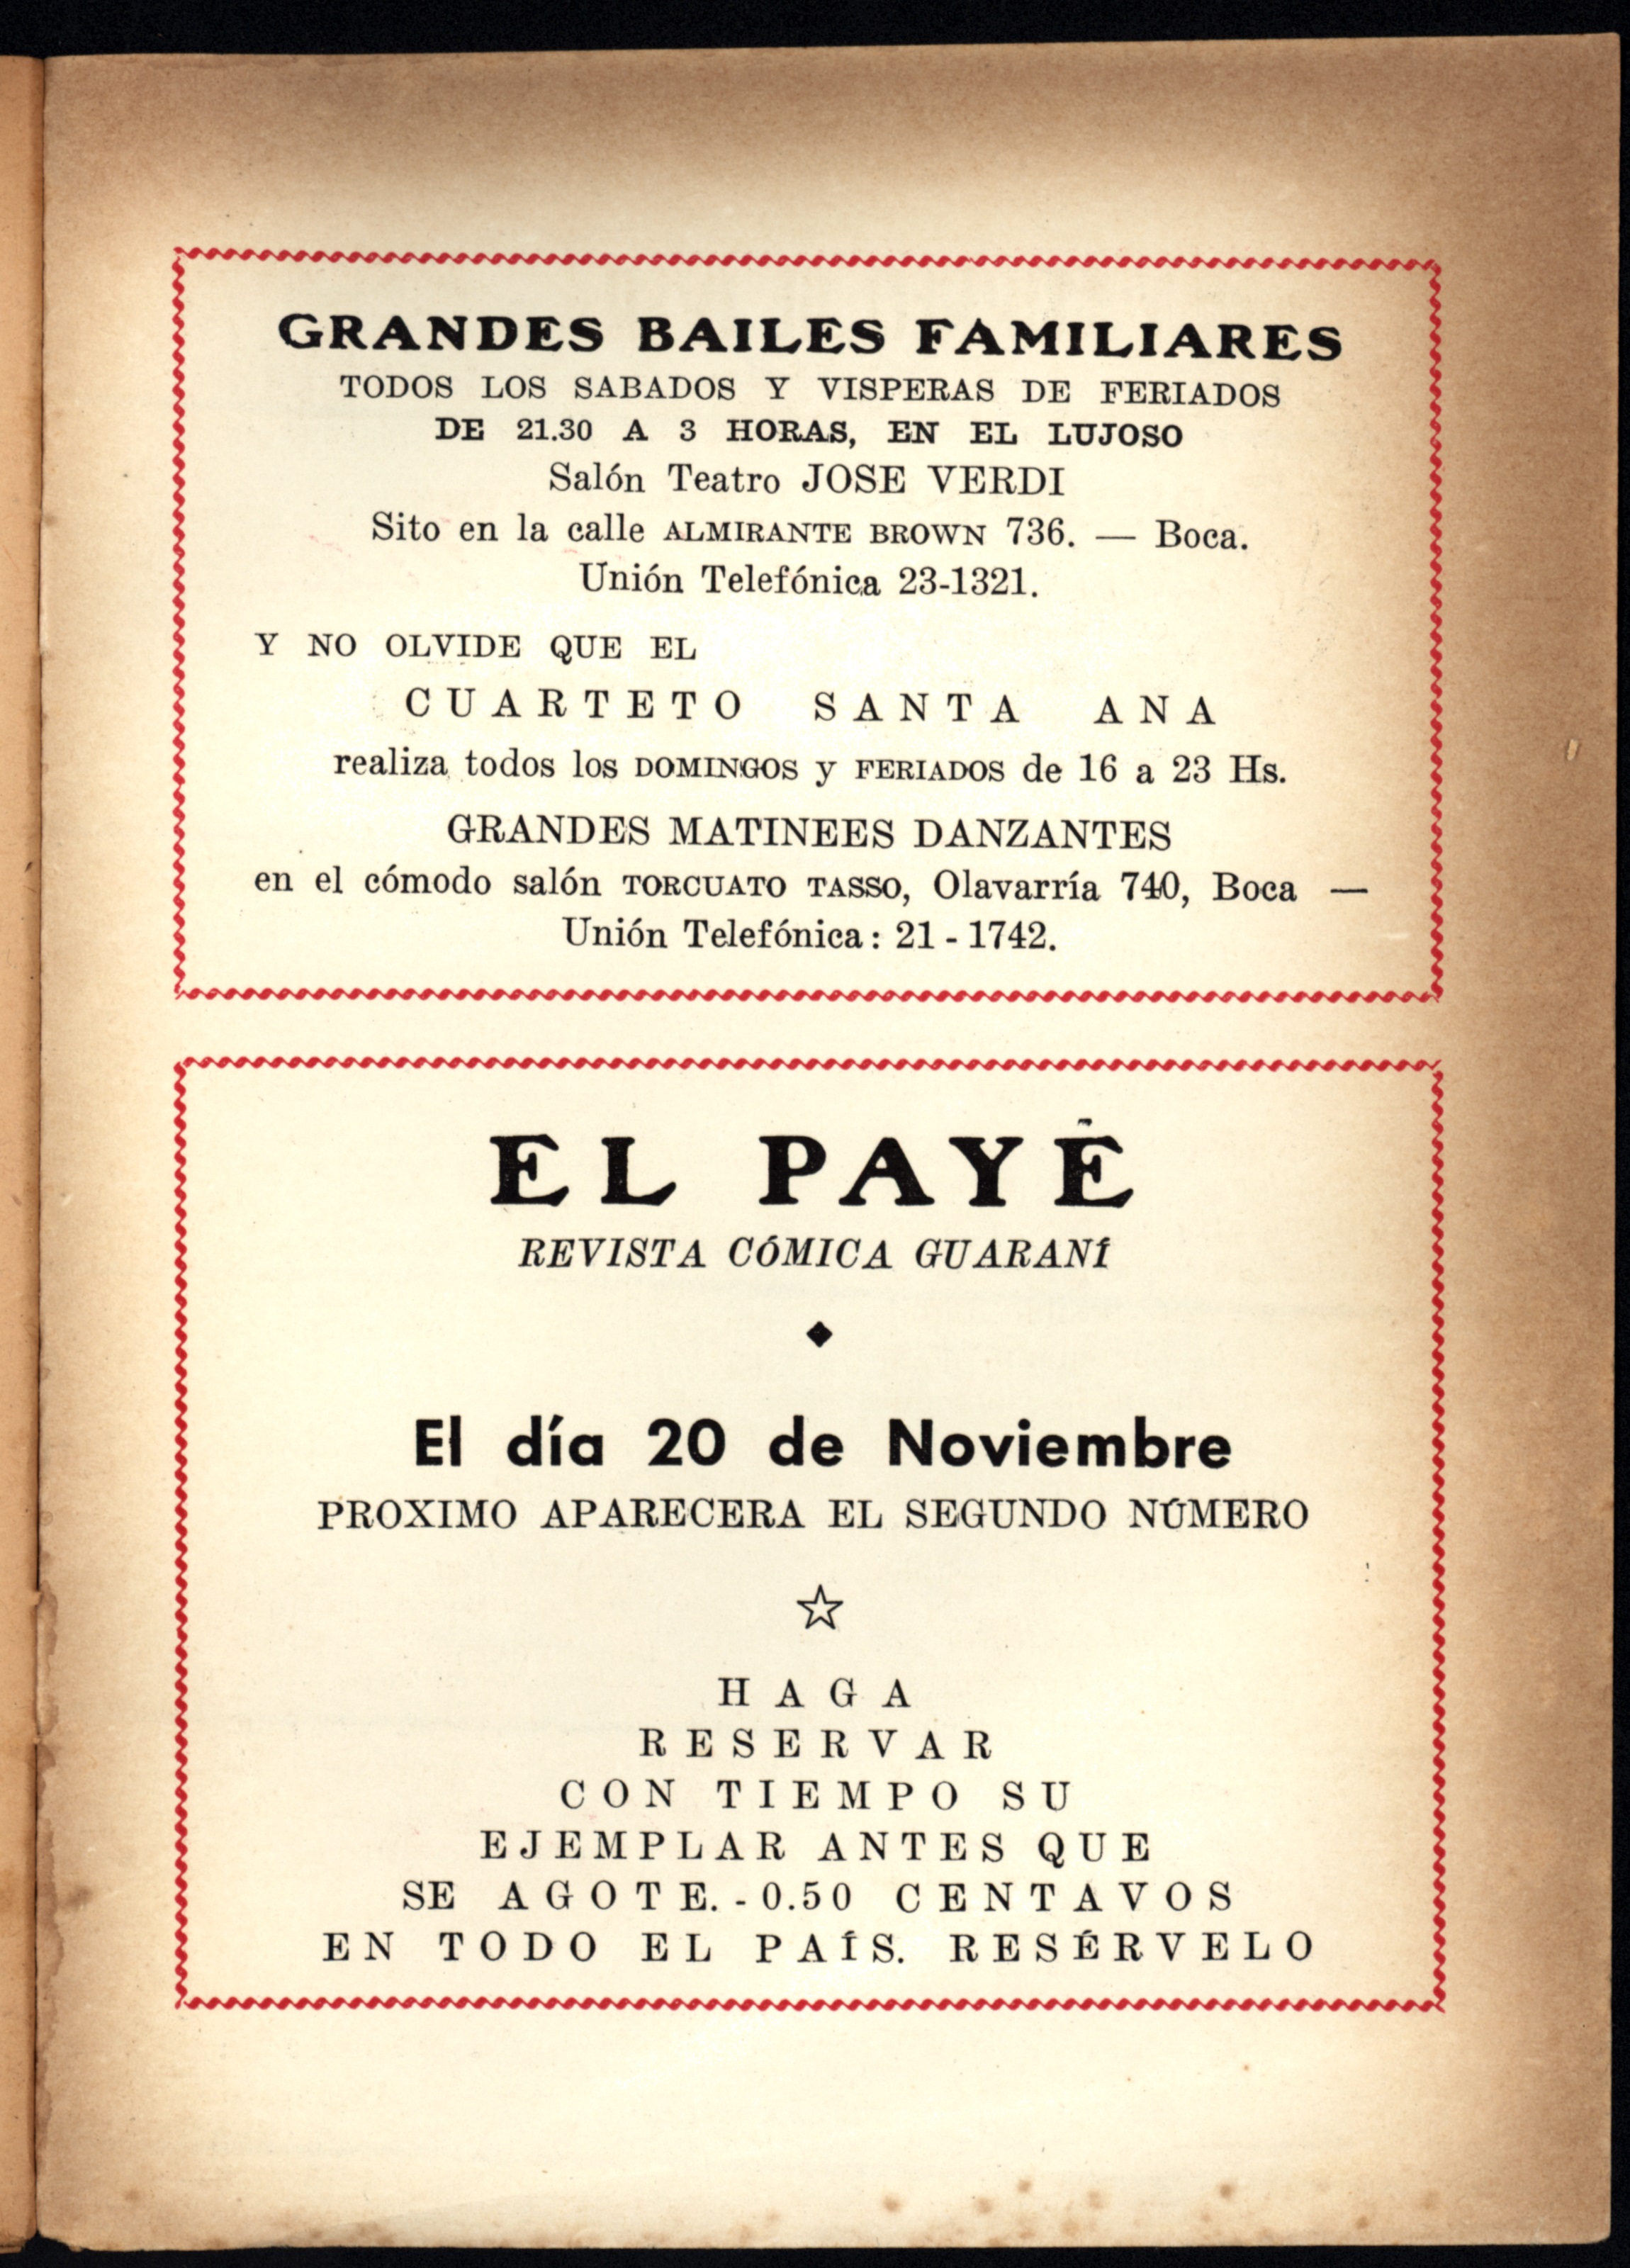 GRANDES BAILES FAMILIARES
TODOS LOS SABADOS Y VISPERAS DE FERIADOS
DE 21.30 A 3 HORAS, EN EL LUJOSO
Salón Teatro JOSE VERDI
Sito en la calle ALMIRANTE BROWN 736. — Boca.
Unión Telefónica 23-1321.
Y NO OLVIDE QUE EL
CUARTETO SANTA ANA
realiza todos los DOMINGOS y FERIADOS de 16 a 23 Hs.
GRANDES MATINEES DANZANTES
en el cómodo salón TORCUATO TASSO, Olavarría 740, Boca —
Unión Telefónica: 21 - 1742.
EL PAYÉ
REVISTA CÓMICA GUARANÍ
El día 20 de Noviembre
PROXIMO APARECERA EL SEGUNDO NÚMERO
HAGA
RESERVAR
CON TIEMPO SU
EJEMPLAR ANTES QUE
SE AGOTE. - 0.50 CENTAVOS
EN TODO EL PAÍS. RESÉRVELO